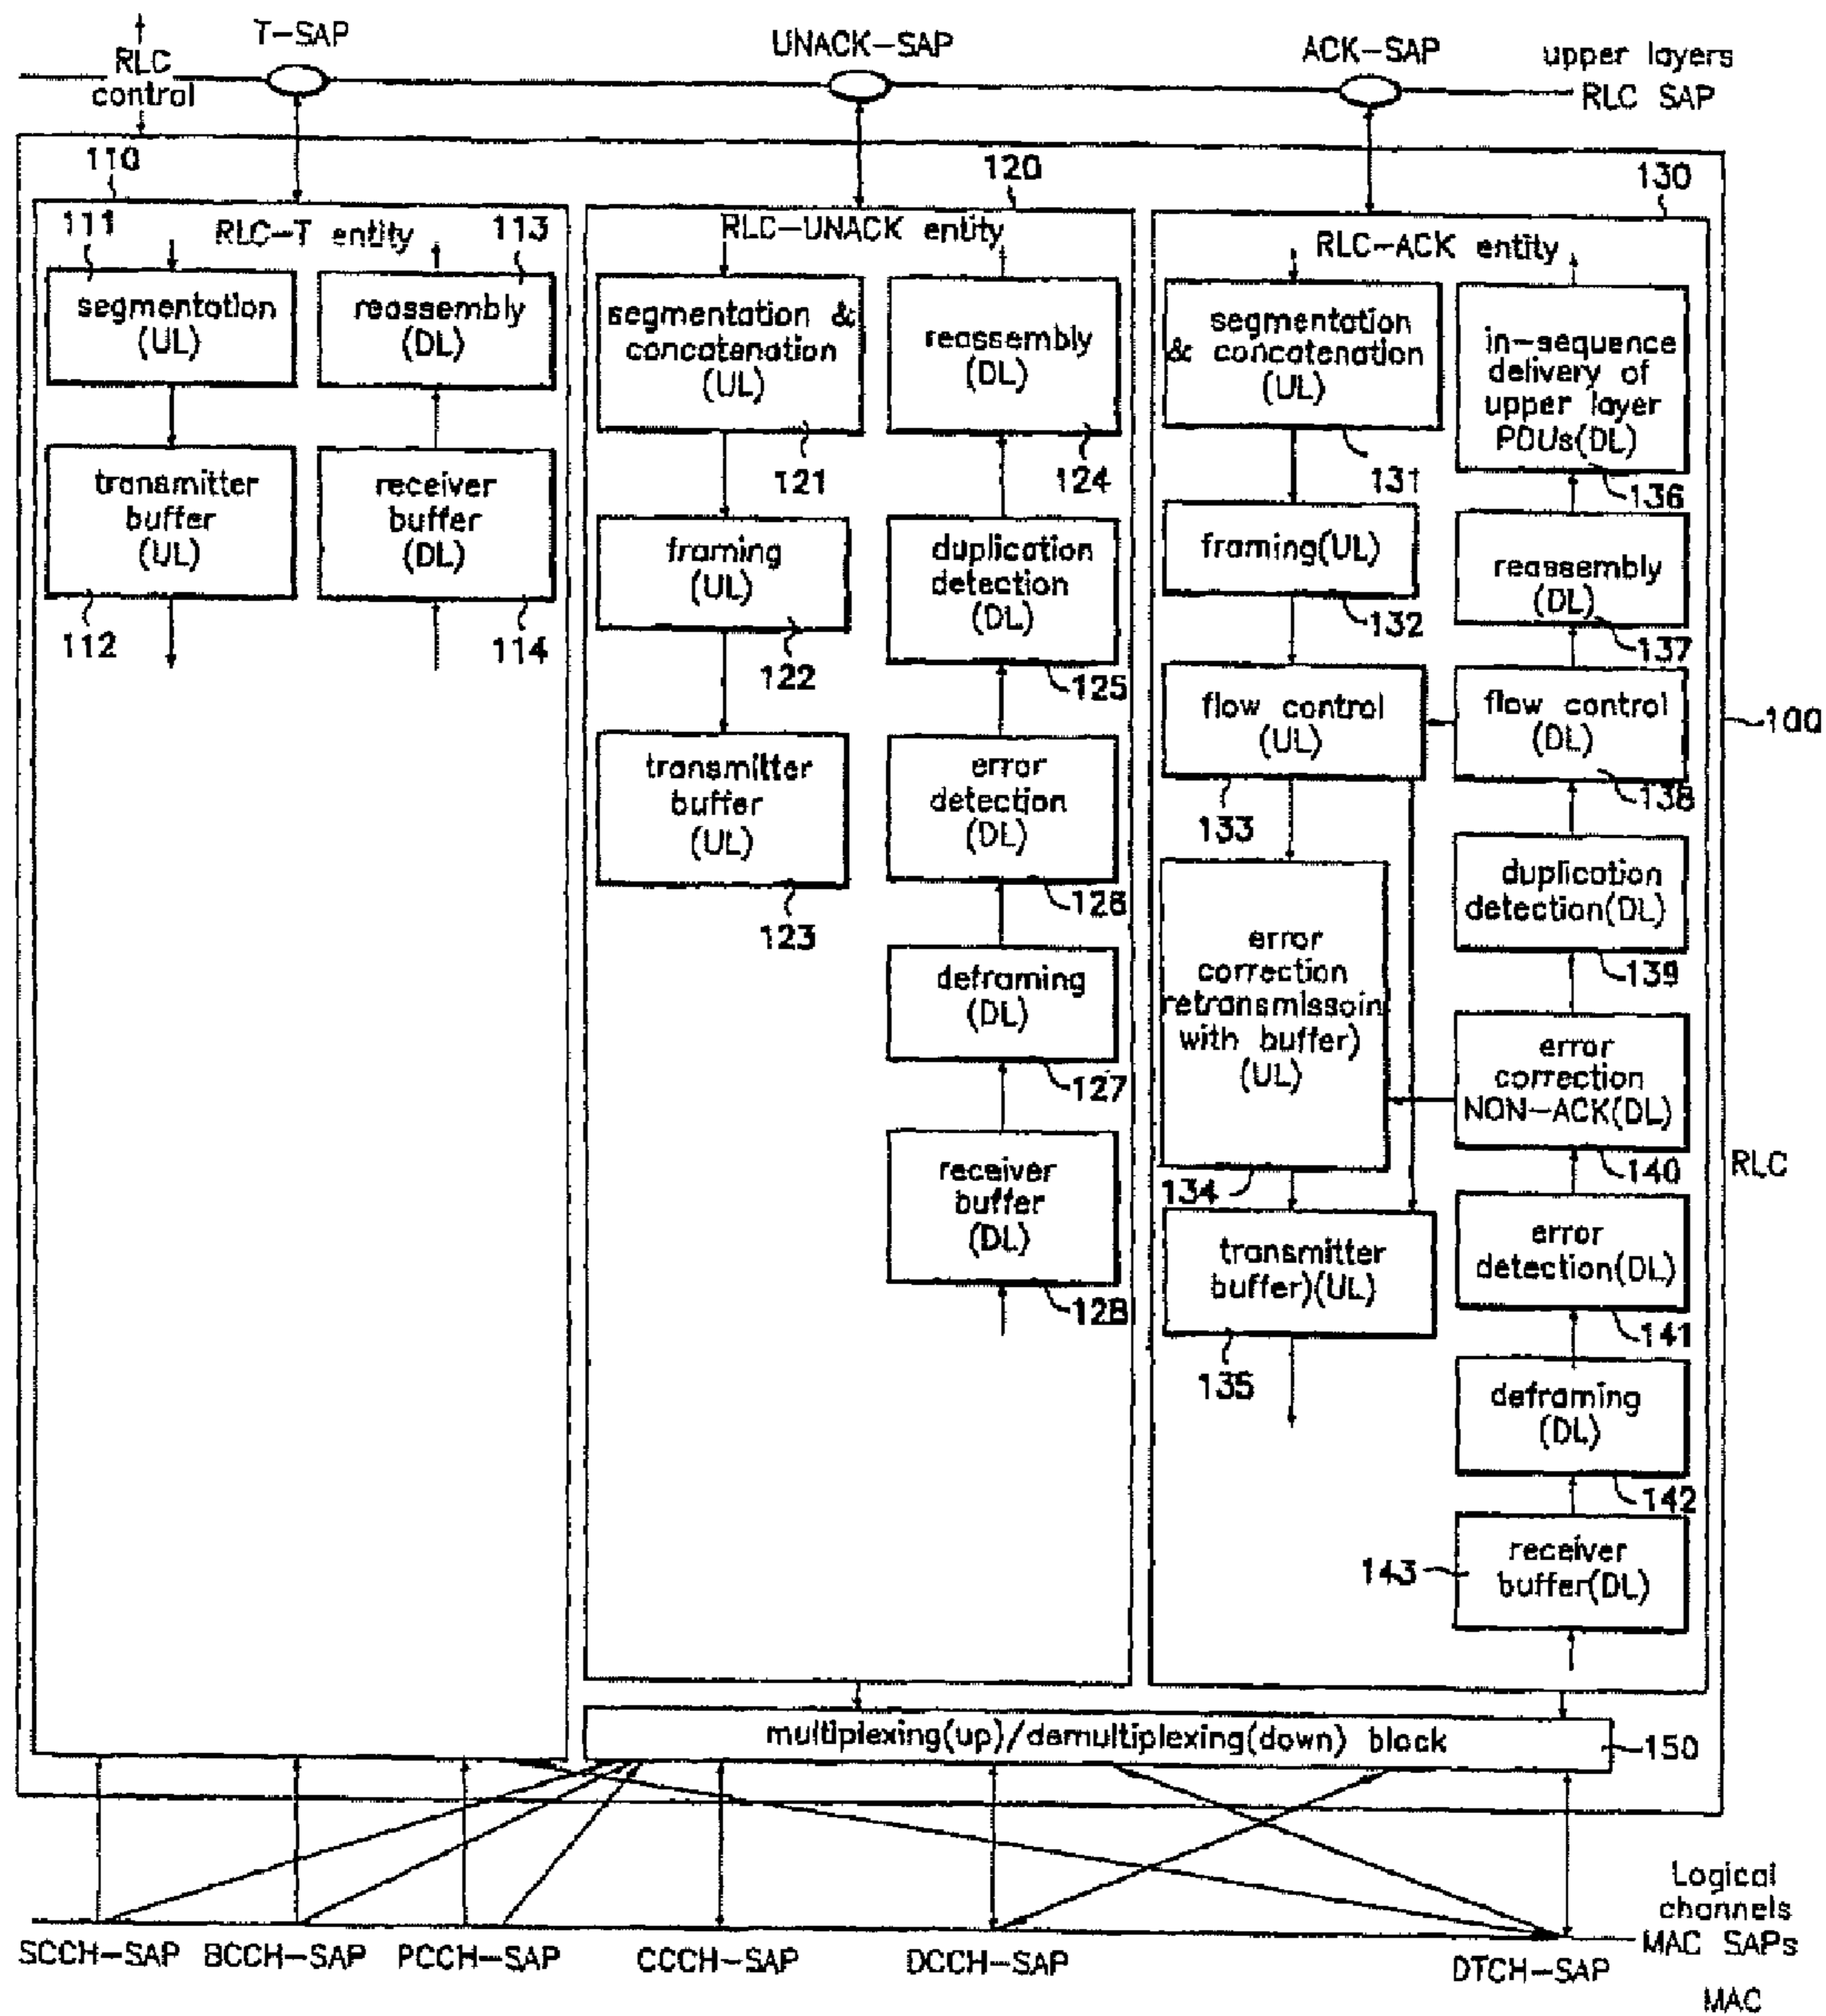 T-SAP
UNACK-SAP
ACK-SAP
upper layers
RLC
control
RLC SAP
110
120
130
111
RLC-T entity
113
RLC-UNACK entity
RLC-ACK entity
segmentation
(UL)
reassembly
(DL)
segmentation &
concatenation
(UL)
reassembly
(DL)
segmentation
& concatenation
(UL)
in-sequence
delivery of
upper layer
PDUs(DL)
121
124
131
136
transmitter
buffer
(UL)
receiver
buffer
(DL)
framing
(UL)
duplication
detection
(DL)
framing(UL)
reassembly
(DL)
112
114
122
125
132
137
transmitter
buffer
(UL)
error
detection
(DL)
flow control
(UL)
flow control
(DL)
100
133
138
123
126
error
correction
retransmissoin
with buffer)
(UL)
duplication
detection(DL)
139
deframing
(DL)
127
error
correction
NON-ACK(DL)
140
RLC
134
receiver
buffer
(DL)
128
transmitter
buffer)(UL)
135
error
detection(DL)
141
deframing
(DL)
142
143
receiver
buffer(DL)
multiplexing(up)/demultiplexing(down) block
150
Logical
channels
MAC SAPs
SCCH-SAP
BCCH-SAP
PCCH-SAP
CCCH-SAP
DCCH-SAP
DTCH-SAP
MAC